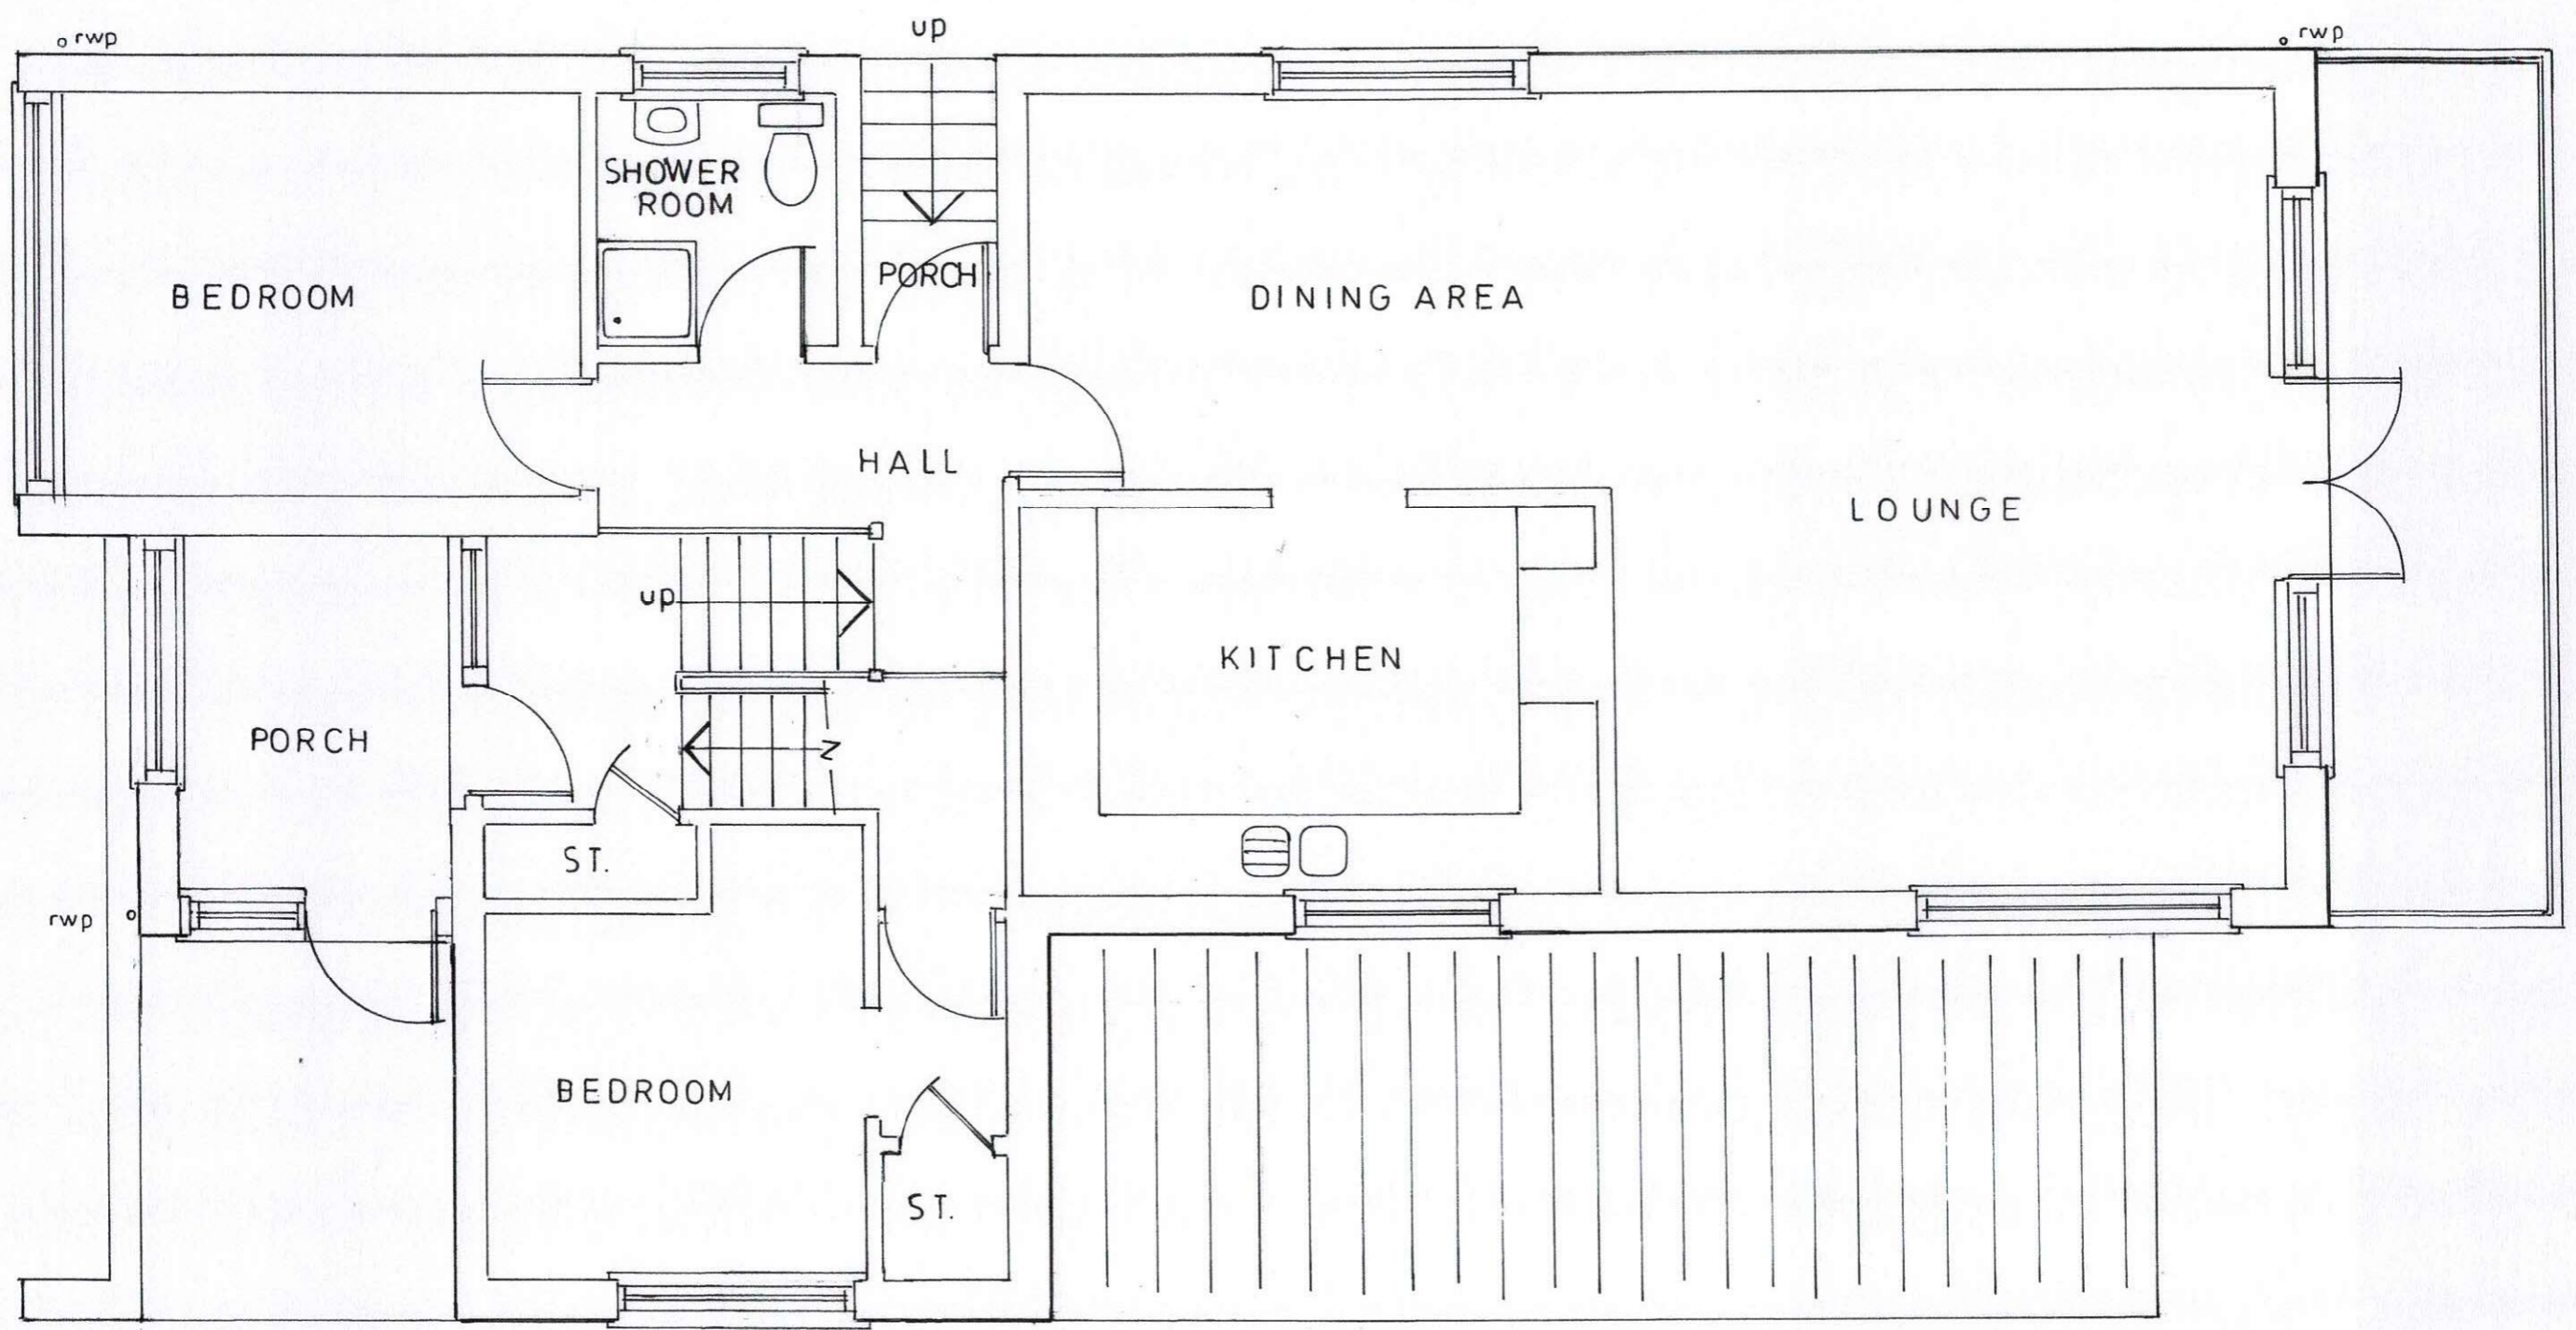 rwp
up
rwp
SHOWER
ROOM
PORCH
BEDROOM
DINING AREA
HALL
LOUNGE
up
KITCHEN
PORCH
ST.
rwp
BEDROOM
ST.